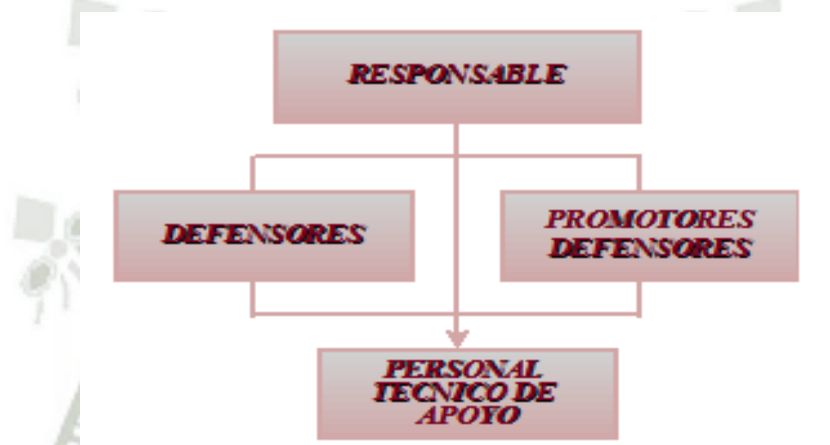 RESPONSABLE
DEFENSORES
PROMOTORES
DEFENSORES
PERSONAL
TECNICO DE
APOYO